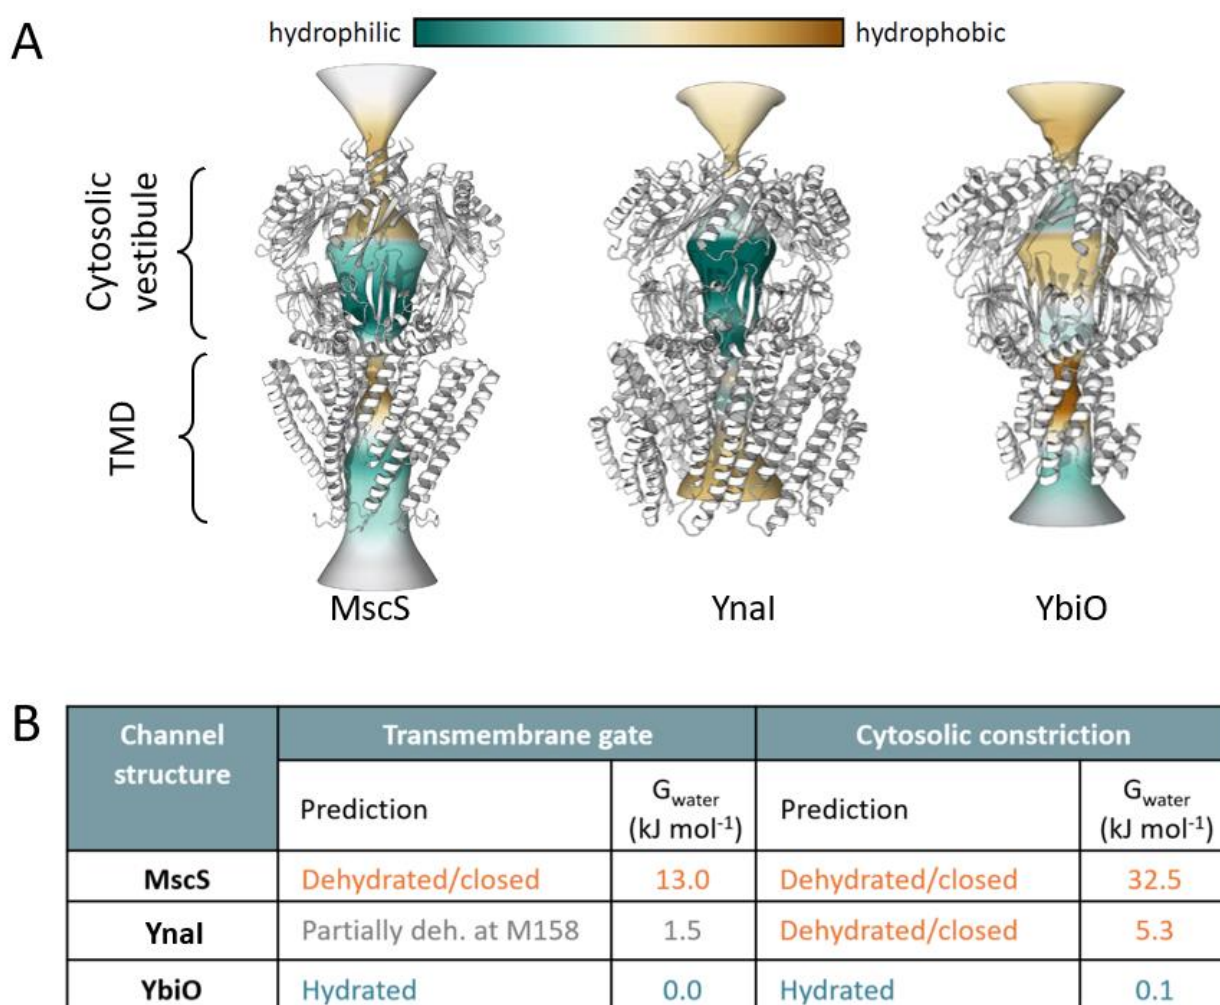 A
hydrophilic
hydrophobic
Cytosolic
vestibule
TMD
MscS
YnaI
YbiO
B
Channel
structure
Transmembrane gate
Cytosolic constriction
Prediction
Gwater
(kJ mol-1)
Prediction
Gwater
(kJ mol-1)
MscS
Dehydrated/closed
13.0
Dehydrated/closed
32.5
YnaI
Partially deh. at M158
1.5
Dehydrated/closed
5.3
YbiO
Hydrated
0.0
Hydrated
0.1